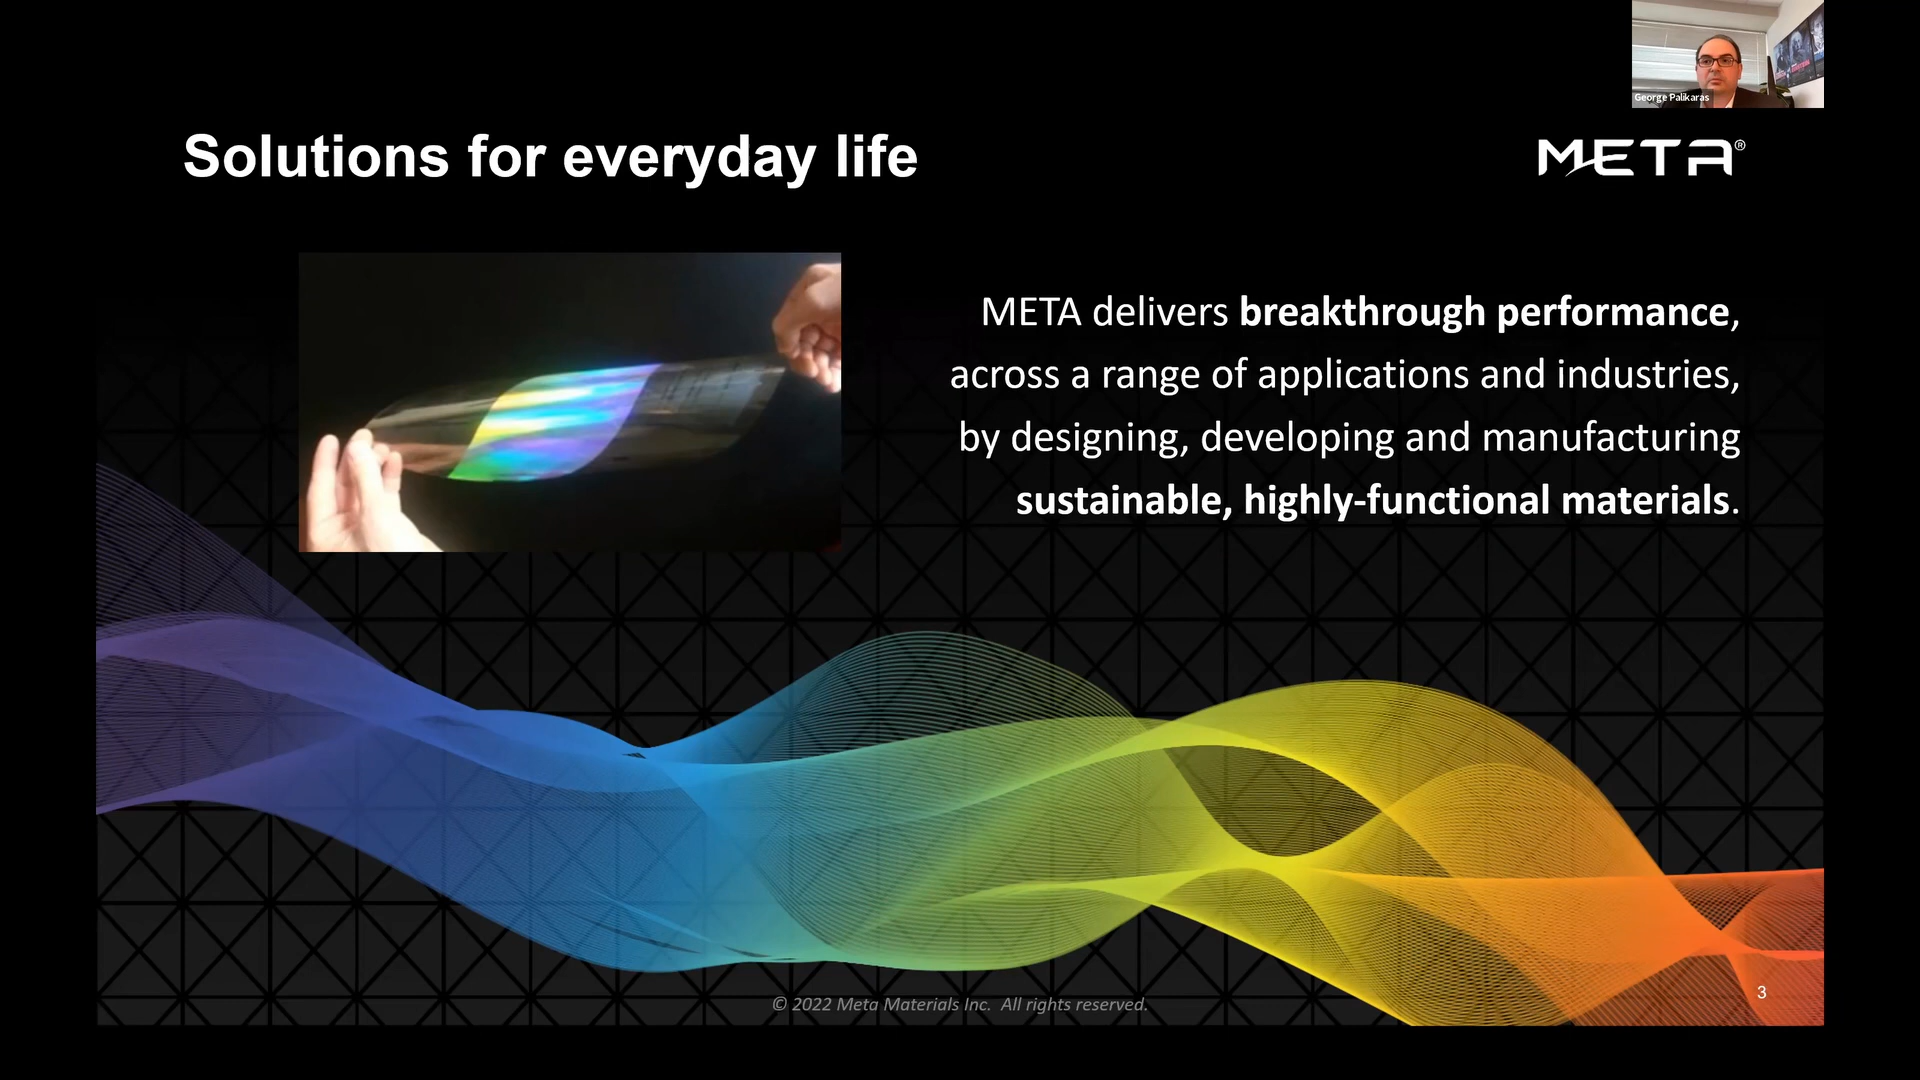 George Palikaras
Solutions for everyday life
META®
META delivers breakthrough performance,
across a range of applications and industries,
by designing, developing and manufacturing
sustainable, highly-functional materials.
© 2022 Meta Materials Inc.  All rights reserved.
3